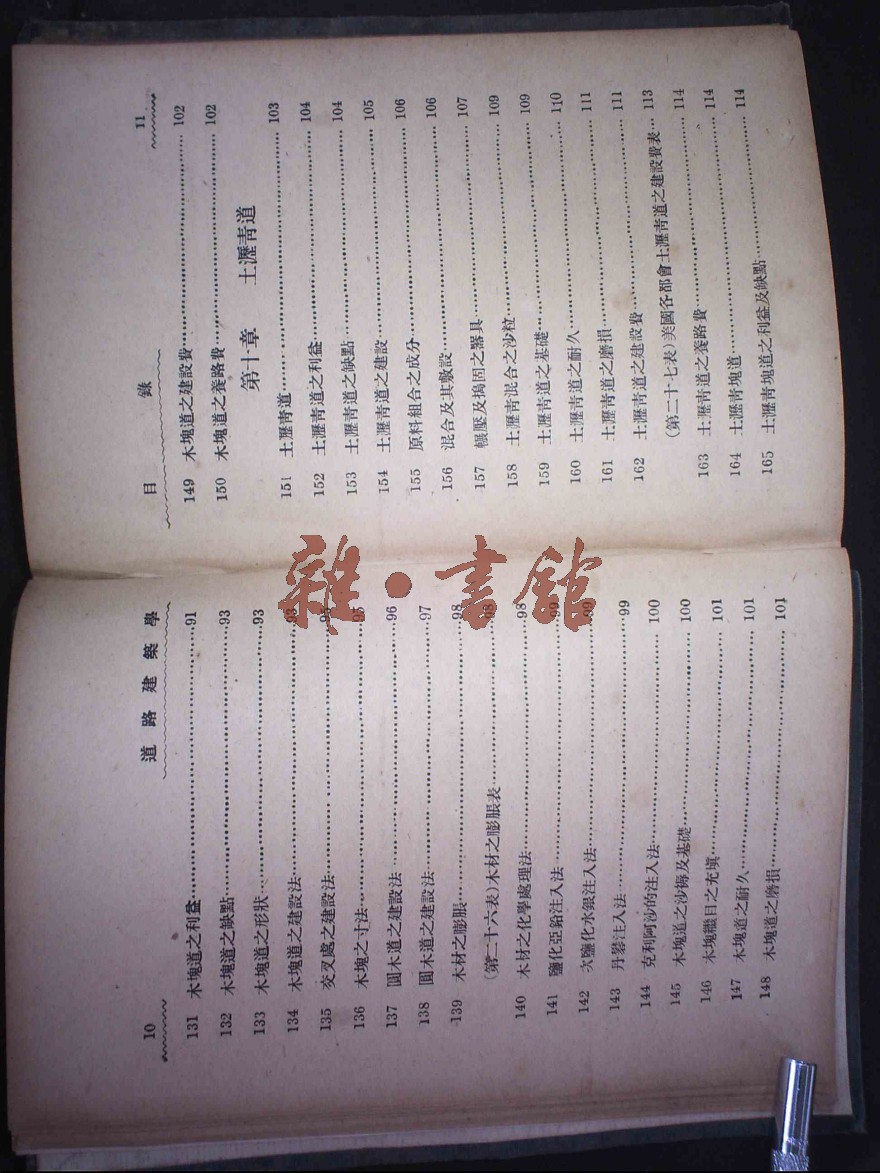 10 道路建築學
131 木塊道之利益 91
132 木塊道之缺點 93
133 木塊道之形狀 93
134 木塊道之建設法 93
135 交叉處之建設法
136 木塊之寸法 95
137 圓木道之建設法 96
138 圓木道之建設法 97
139 木材之膨脹 98
(第二十六表)木材之膨脹表 98
140 木材之化學處理法 98
141 鹽化亞鉛注入法 99
142 次鹽化水銀注入法 99
143 丹礬注入法 99
144 克利阿沙的注入法 100
145 木塊道之沙褥及基礎 100
146 木塊繼目之充填 101
147 木塊道之耐久 101
148 木塊道之磨損 101
目錄 11
149 木塊道之建設費 102
150 木塊道之養路費 102
第十章 土瀝青道
151 土瀝青道 103
152 土瀝青道之利益 104
153 土瀝青道之缺點 104
154 土瀝青道之建設 105
155 原料組合之成分 106
156 混合及其敷設 106
157 輾壓及搗固之器具 107
158 土瀝青混合之沙粒 109
159 土瀝青道之基礎 109
160 土瀝青道之耐久 110
161 土瀝青道之磨損 111
162 土瀝青道之建設費 111
(第二十七表)美國各都會土瀝青道之建設費表 113
163 土瀝青道之養路費 114
164 土瀝青塊道 114
165 土瀝青塊道之利益及缺點 114
雜·書館